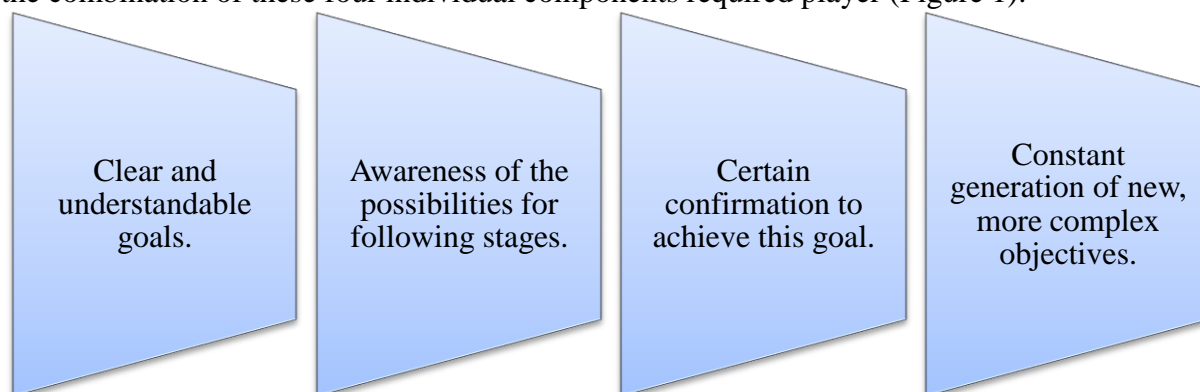 the combination of these four individual components required player (Figure 1).
Clear and
understandable
goals.
Awareness of the
possibilities for
following stages.
Certain
confirmation to
achieve this goal.
Constant
generation of new,
more complex
objectives.